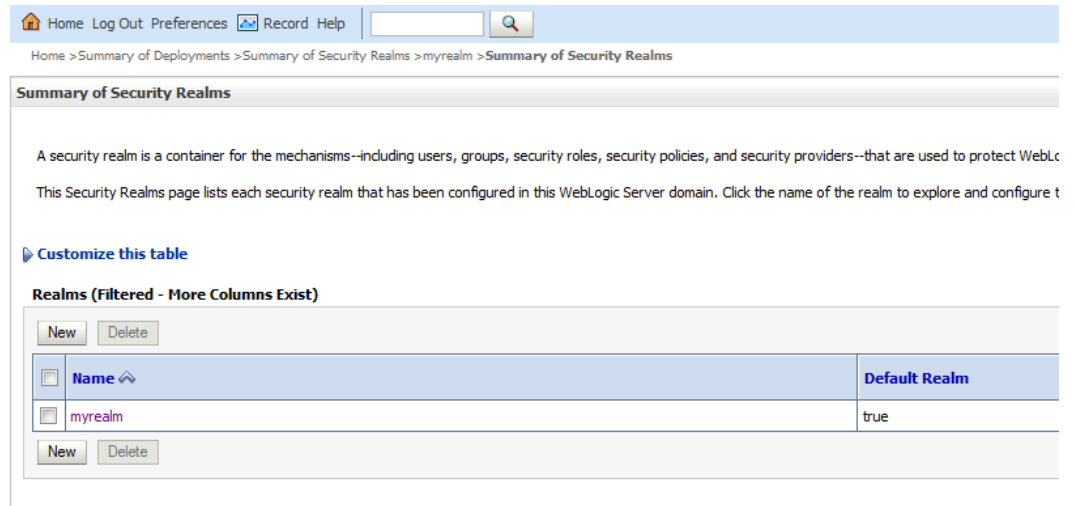 Home Log Out Preferences Record Help
Home >Summary of Deployments >Summary of Security Realms >myrealm >Summary of Security Realms
Summary of Security Realms
A security realm is a container for the mechanisms--including users, groups, security roles, security policies, and security providers--that are used to protect WebLo
This Security Realms page lists each security realm that has been configured in this WebLogic Server domain. Click the name of the realm to explore and configure t
Customize this table
Realms (Filtered - More Columns Exist)
New Delete
Name Default Realm
myrealm true
New Delete